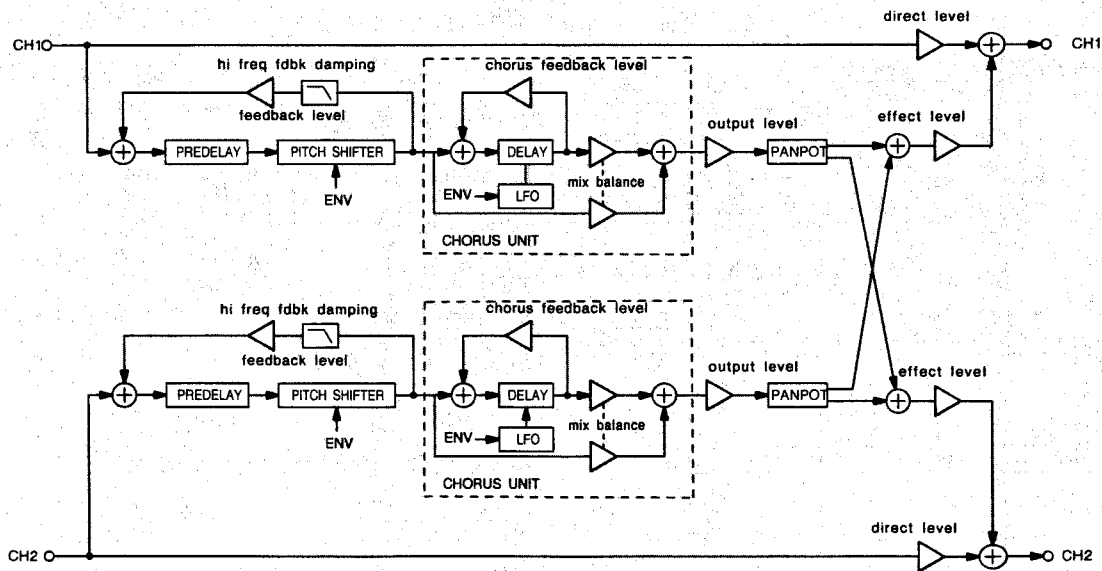 direct level
CH1
CH1
hi freq fdbk damping
chorus feedback level
feedback level
output level
effect level
PREDELAY
PITCH SHIFTER
DELAY
PANPOT
mix balance
ENV
ENV
LFO
CHORUS UNIT
hi freq fdbk damping
chorus feedback level
feedback level
output level
effect level
PREDELAY
PITCH SHIFTER
DELAY
PANPOT
mix balance
ENV
ENV
LFO
CHORUS UNIT
direct level
CH2
CH2